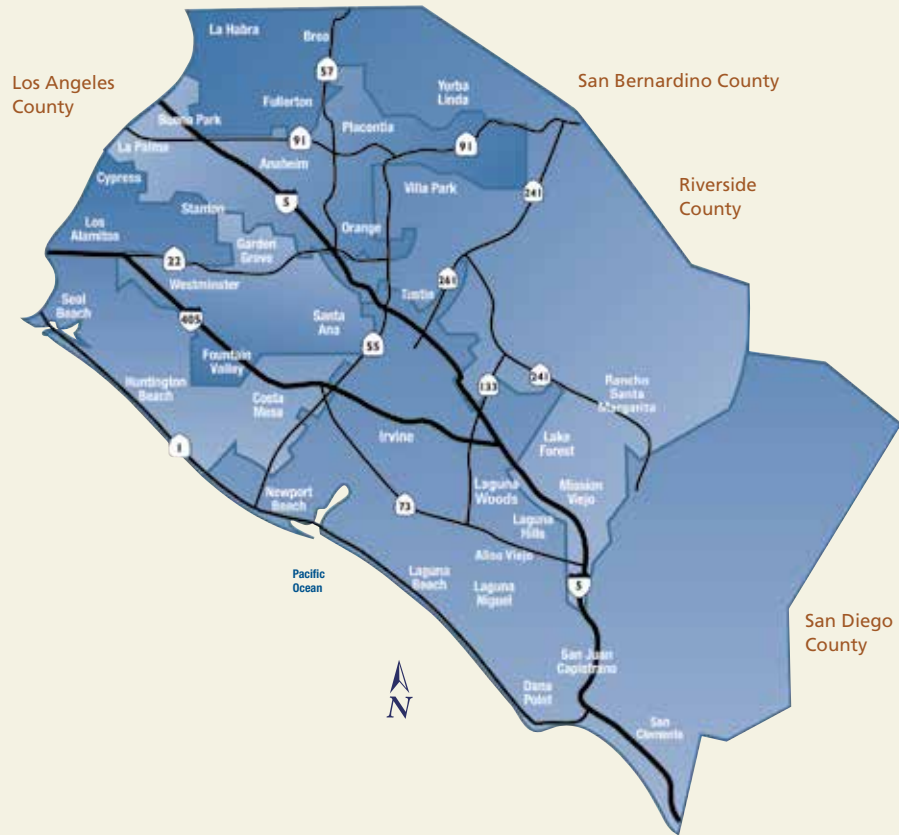 La Habra
Brea
57
Los Angeles
County
San Bernardino County
Yorba
Linda
Fullerton
Buena Park
Placentia
91
91
La Palma
Anaheim
Cypress
Villa Park
241
Riverside
County
Stanton
5
Los
Alamitos
Orange
Garden
Grove
22
261
Westminster
Tustin
Seal
Beach
405
Santa
Ana
55
Fountain
Valley
Huntington
Beach
133
241
Rancho
Santa
Margarita
Costa
Mesa
1
Irvine
Lake
Forest
Newport
Beach
Laguna
Woods
Mission
Viejo
73
Laguna
Hills
Aliso Viejo
Pacific
Ocean
Laguna
Beach
Laguna
Niguel
5
San Diego
County
San Juan
Capistrano
N
Dana
Point
San
Clemente